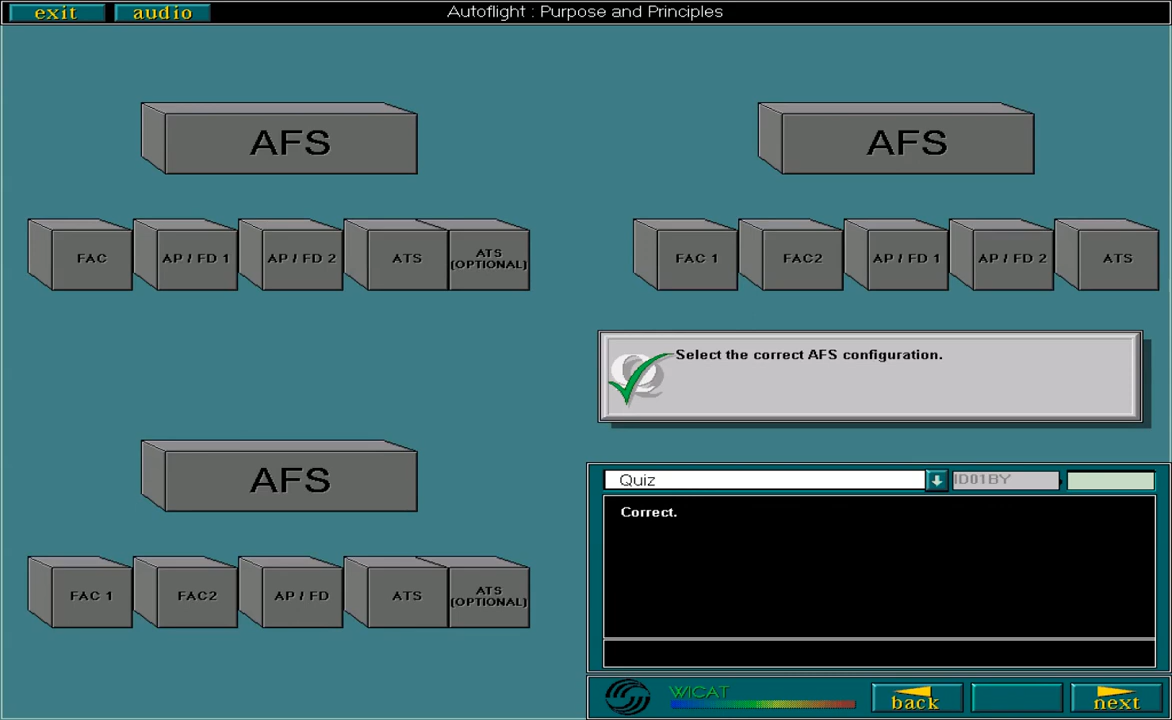 exit
audio
Autoflight : Purpose and Principles
AFS
FAC
AP / FD 1
AP / FD 2
ATS
ATS
(OPTIONAL)
AFS
FAC 1
FAC2
AP / FD 1
AP / FD 2
ATS
Select the correct AFS configuration.
AFS
FAC 1
FAC2
AP / FD
ATS
ATS
(OPTIONAL)
Quiz
ID01BY
Correct.
WICAT
back
next